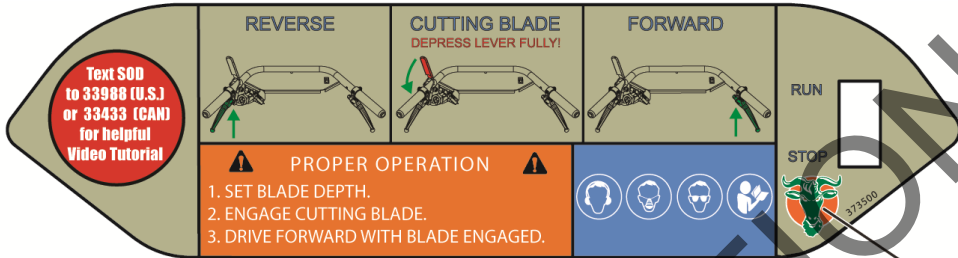 Text SOD
to 33988 (U.S.)
or 33433 (CAN)
for helpful
Video Tutorial
REVERSE
CUTTING BLADE
DEPRESS LEVER FULLY!
FORWARD
PROPER OPERATION
1. SET BLADE DEPTH.
2. ENGAGE CUTTING BLADE.
3. DRIVE FORWARD WITH BLADE ENGAGED.
RUN
STOP
373500